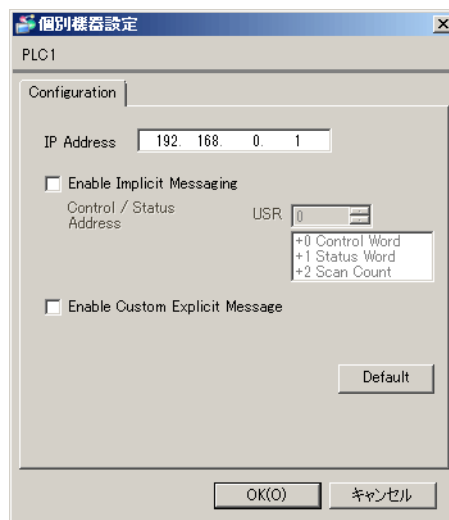 個別機器設定
PLC1
Configuration
IP Address 192. 168. 0. 1
Enable Implicit Messaging
Control / Status
Address
USR 0
+0 Control Word
+1 Status Word
+2 Scan Count
Enable Custom Explicit Message
Default
OK(O) キャンセル